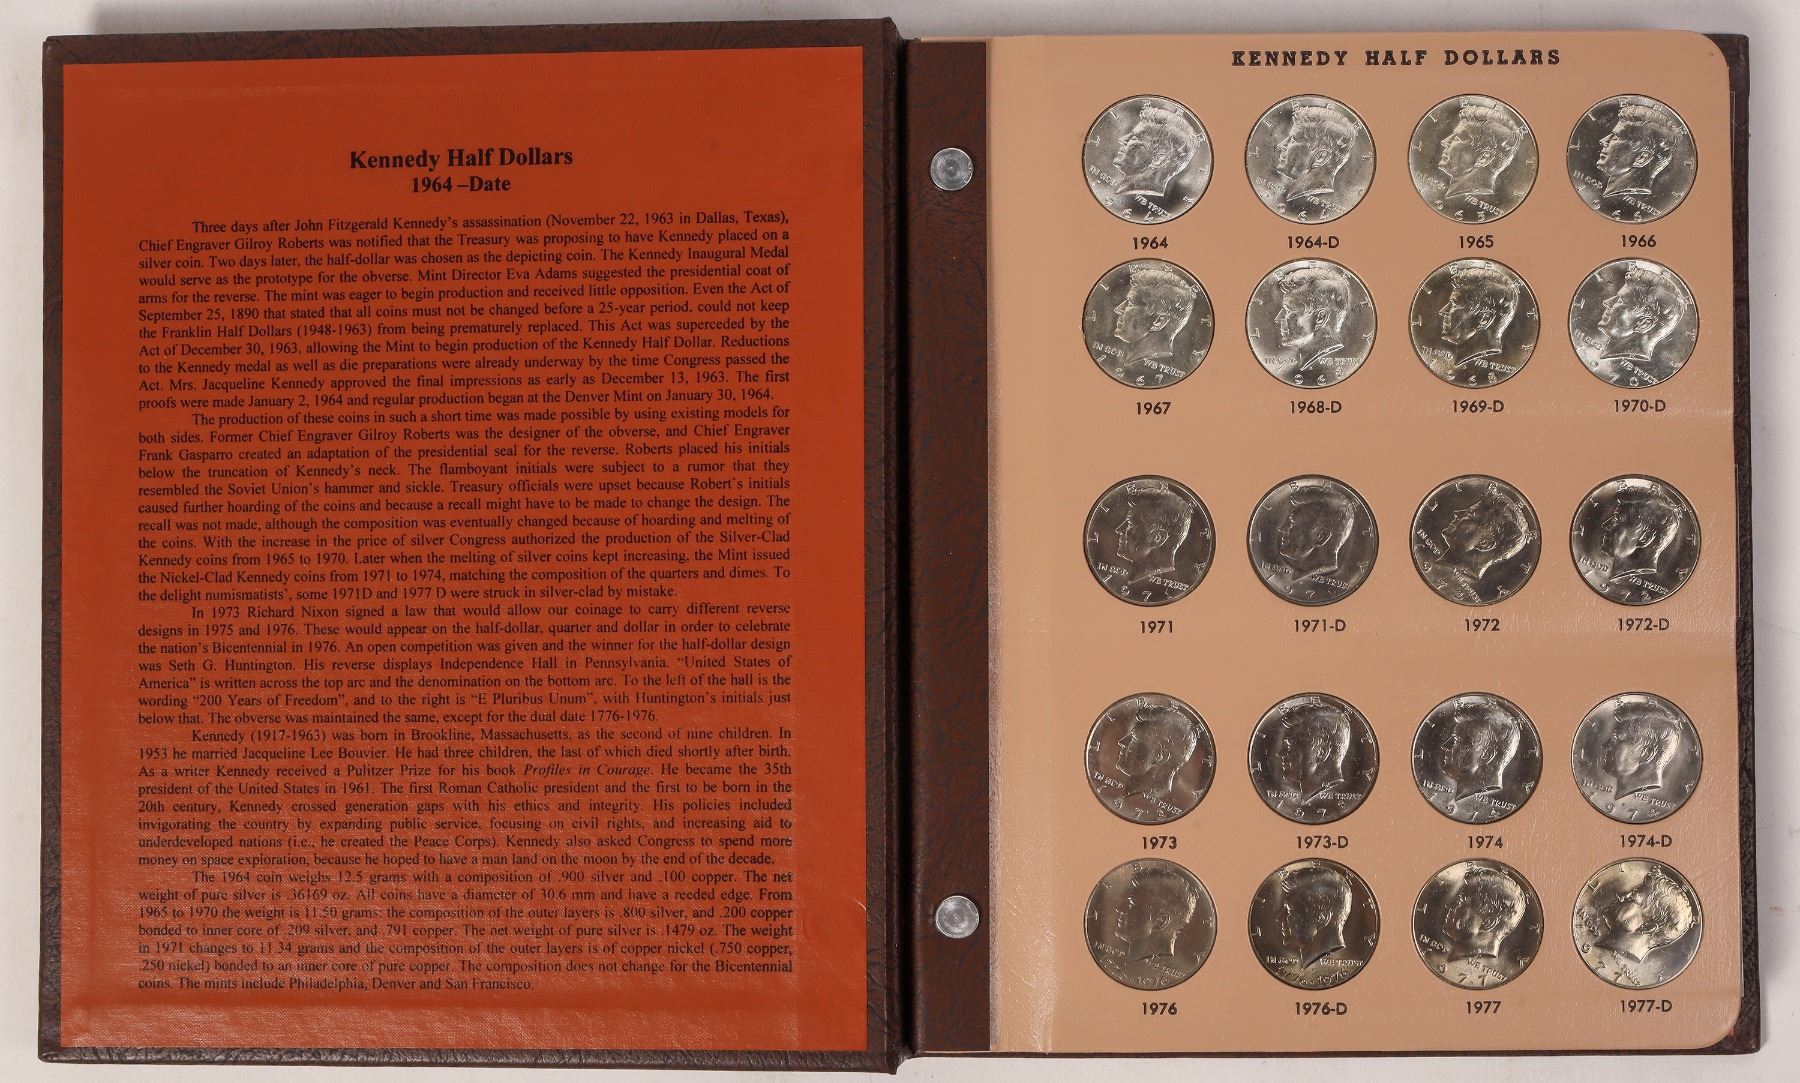 Kennedy Half Dollars
1964 –Date
Three days after John Fitzgerald Kennedy's assassination (November 22, 1963 in Dallas, Texas),
Chief Engraver Gilroy Roberts was notified that the Treasury was proposing to have Kennedy placed on a
silver coin. Two days later, the half-dollar was chosen as the depicting coin. The Kennedy Inaugural Medal
would serve as the prototype for the obverse. Mint Director Eva Adams suggested the presidential coat of
arms for the reverse. The mint was eager to begin production and received little opposition. Even the Act of
September 25, 1890 that stated that all coins must not be changed before a 25-year period. could not keep
the Franklin Half Dollars (1948-1963) from being prematurely replaced. This Act was superceded by the
Act of December 30, 1963, allowing the Mint to begin production of the Kennedy Half Dollar. Reductions
to the Kennedy medal as well as die preparations were already underway by the time Congress passed the
Act. Mrs. Jacqueline Kennedy approved the final impressions as early as December 13, 1963. The first
proofs were made January 2, 1964 and regular production began at the Denver Mint on January 30, 1964.
The production of these coins in such a short time was made possible by using existing models for
both sides. Former Chief Engraver Gilroy Roberts was the designer of the obverse, and Chief Engraver
Frank Gasparro created an adaptation of the presidential seal for the reverse. Roberts placed his initials
below the truncation of Kennedy's neck. The flamboyant initials were subject to a rumor that they
resembled the Soviet Union's hammer and sickle. Treasury officials were upset because Robert's initials
caused further hoarding of the coins and because a recall might have to be made to change the design. The
recall was not made, although the composition was eventually changed because of hoarding and melting of
the coins. With the increase in the price of silver Congress authorized the production of the Silver-Clad
Kennedy coins from 1965 to 1970. Later when the melting of silver coins kept increasing, the Mint issued
the Nickel-Clad Kennedy coins from 1971 to 1974, matching the composition of the quarters and dimes. To
the delight numismatists', some 1971D and 1977 D were struck in silver-clad by mistake.
In 1973 Richard Nixon signed a law that would allow our coinage to carry different reverse
designs in 1975 and 1976. These would appear on the half-dollar, quarter and dollar in order to celebrate
the nation's Bicentennial in 1976. An open competition was given and the winner for the half-dollar design
was Seth G. Huntington. His reverse displays Independence Hall in Pennsylvania. "United States of
America" is written across the top arc and the denomination on the bottom arc. To the left of the hall is the
wording "200 Years of Freedom", and to the right is "E Pluribus Unum", with Huntington's initials just
below that. The obverse was maintained the same, except for the dual date 1776-1976.
Kennedy (1917-1963) was born in Brookline, Massachusetts, as the second of nine children. In
1953 he married Jacqueline Lee Bouvier. He had three children, the last of which died shortly after birth.
As a writer Kennedy received a Pulitzer Prize for his book Profiles in Courage. He became the 35th
president of the United States in 1961. The first Roman Catholic president and the first to be born in the
20th century, Kennedy crossed generation gaps with his ethics and integrity. His policies included
invigorating the country by expanding public service, focusing on civil rights, and increasing aid to
underdeveloped nations (i.e., he created the Peace Corps). Kennedy also asked Congress to spend more
money on space exploration, because he hoped to have a man land on the moon by the end of the decade.
The 1964 coin weighs 12.5 grams with a composition of .900 silver and .100 copper. The net
weight of pure silver is .36169 oz. All coins have a diameter of 30.6 mm and have a reeded edge. From
1965 to 1970 the weight is 11.50 grams: the composition of the outer layers is .800 silver, and .200 copper
bonded to inner core of .209 silver, and .791 copper. The net weight of pure silver is .1479 oz. The weight
in 1971 changes to 11.34 grams and the composition of the outer layers is of copper nickel (.750 copper,
.250 nickel) bonded to an inner core of pure copper. The composition does not change for the Bicentennial
coins. The mints include Philadelphia, Denver and San Francisco.
KENNEDY HALF DOLLARS
1964 1964-D 1965 1966
1967 1968-D 1969-D 1970-D
1971 1971-D 1972 1972-D
1973 1973-D 1974 1974-D
1976 1976-D 1977 1977-D